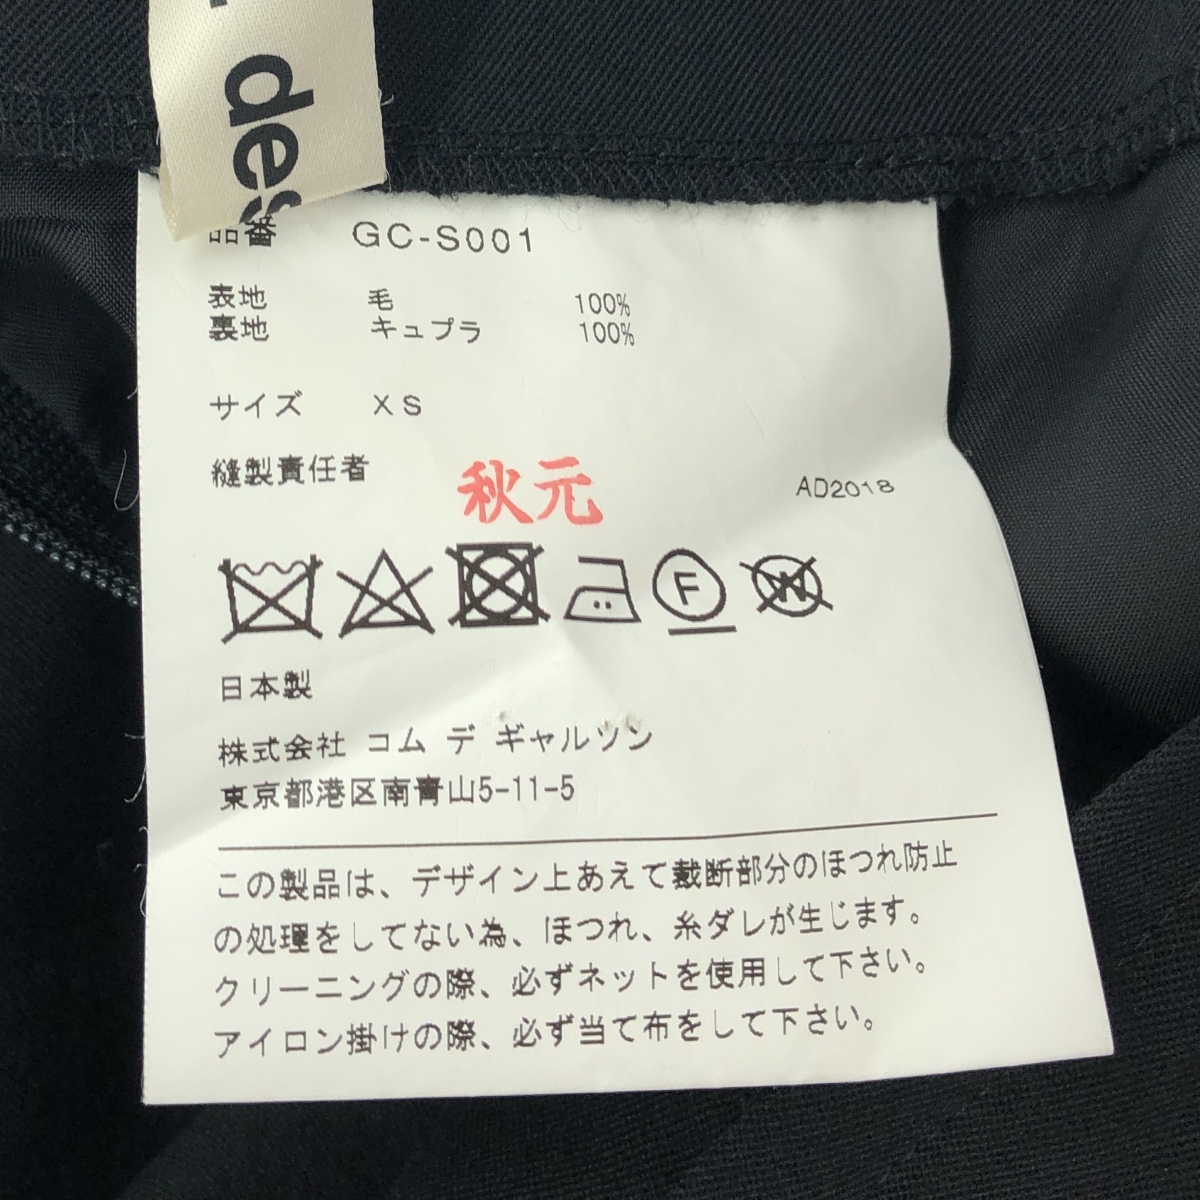 des
品番 GC-S001
表地 毛 100%
裏地 キュプラ 100%
サイズ XS
縫製責任者 秋元 AD2018
F W
日本製
株式会社 コム デ ギャルソン
東京都港区南青山5-11-5
この製品は、デザイン上あえて裁断部分のほつれ防止
の処理をしてない為、ほつれ、糸ダレが生じます。
クリーニングの際、必ずネットを使用して下さい。
アイロン掛けの際、必ず当て布をして下さい。